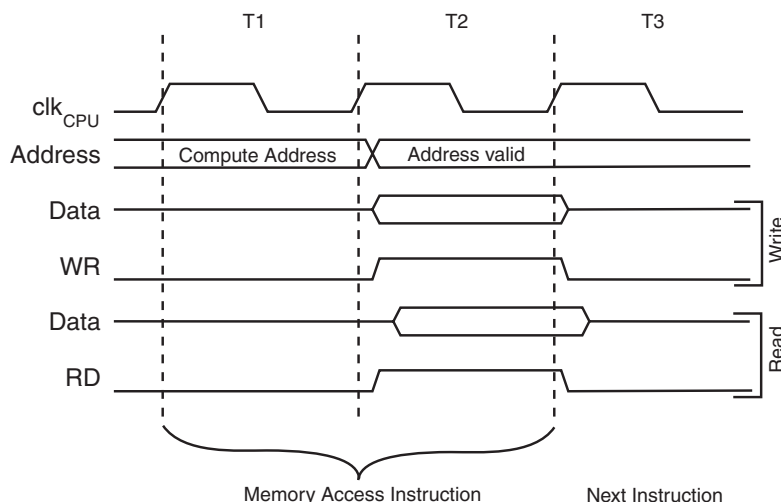 T1 T2 T3
clkCPU
Address Compute Address Address valid
Data
WR
Write
Data
RD
Read
Memory Access Instruction Next Instruction